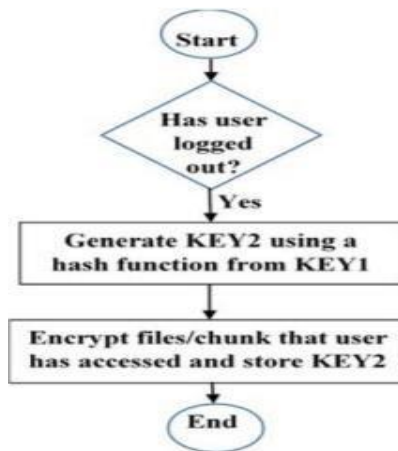 Start
Has user
logged
out?
Yes
Generate KEY2 using a
hash function from KEY1
Encrypt files/chunk that user
has accessed and store KEY2
End